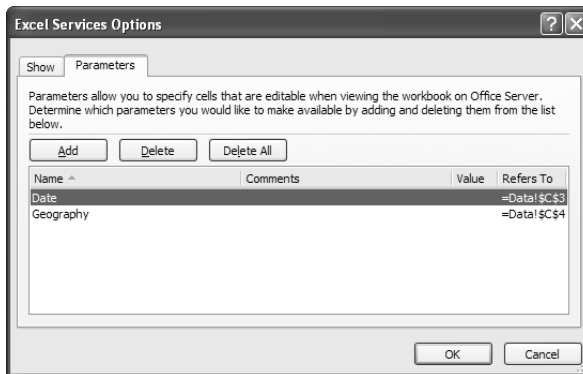 Excel Services Options
Show Parameters
Parameters allow you to specify cells that are editable when viewing the workbook on Office Server.
Determine which parameters you would like to make available by adding and deleting them from the list
below.
Add Delete Delete All
Name Comments Value Refers To
Date =Data!$C$3
Geography =Data!$C$4
OK Cancel